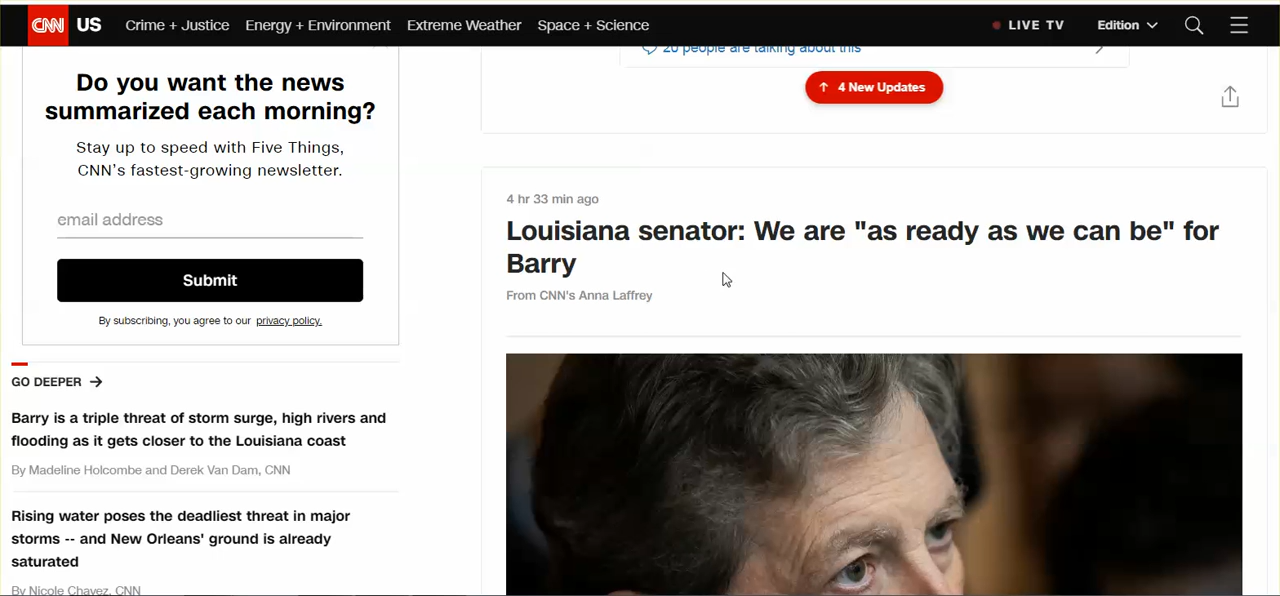 CNN US Crime + Justice Energy + Environment Extreme Weather Space + Science LIVE TV Edition
Do you want the news
summarized each morning?
Stay up to speed with Five Things,
CNN's fastest-growing newsletter.
email address
Submit
By subscribing, you agree to our privacy policy.
GO DEEPER →
Barry is a triple threat of storm surge, high rivers and
flooding as it gets closer to the Louisiana coast
By Madeline Holcombe and Derek Van Dam, CNN
Rising water poses the deadliest threat in major
storms -- and New Orleans' ground is already
saturated
By Nicole Chavez, CNN
20 people are talking about this
↑ 4 New Updates
4 hr 33 min ago
Louisiana senator: We are "as ready as we can be" for
Barry
From CNN's Anna Laffrey